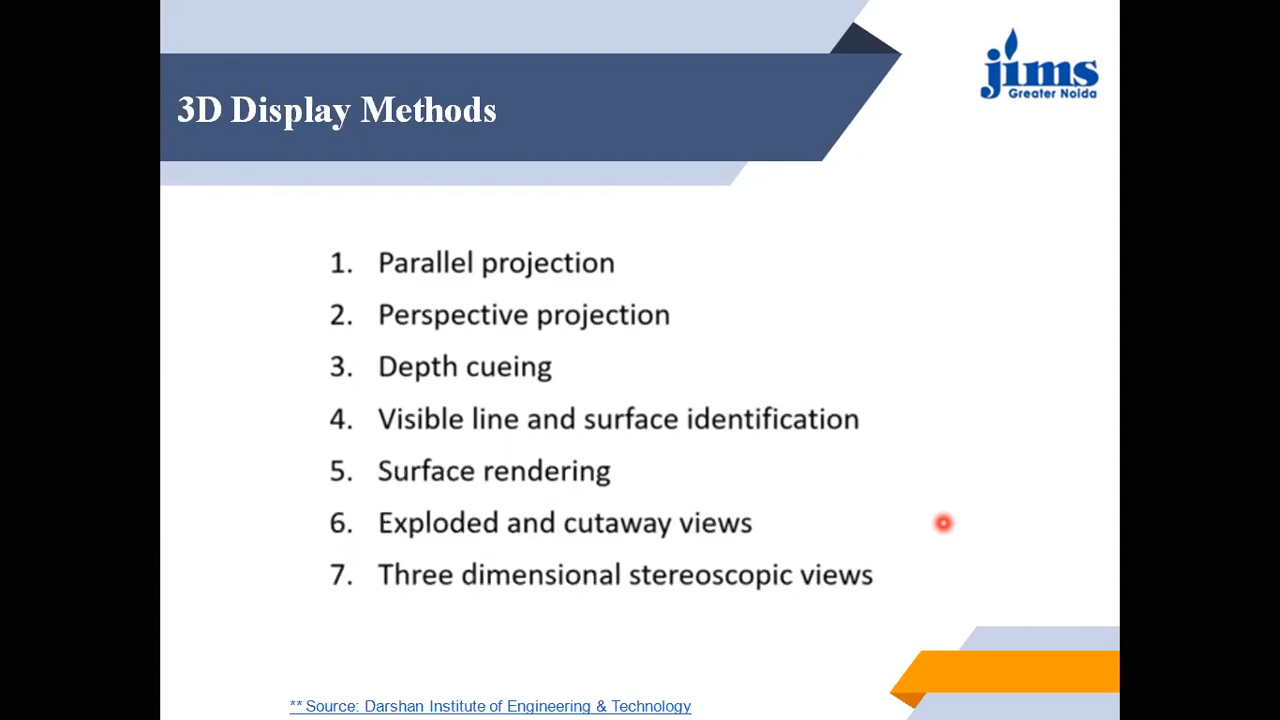 jims
Greater Noida
3D Display Methods
1. Parallel projection
2. Perspective projection
3. Depth cueing
4. Visible line and surface identification
5. Surface rendering
6. Exploded and cutaway views
7. Three dimensional stereoscopic views
** Source: Darshan Institute of Engineering & Technology